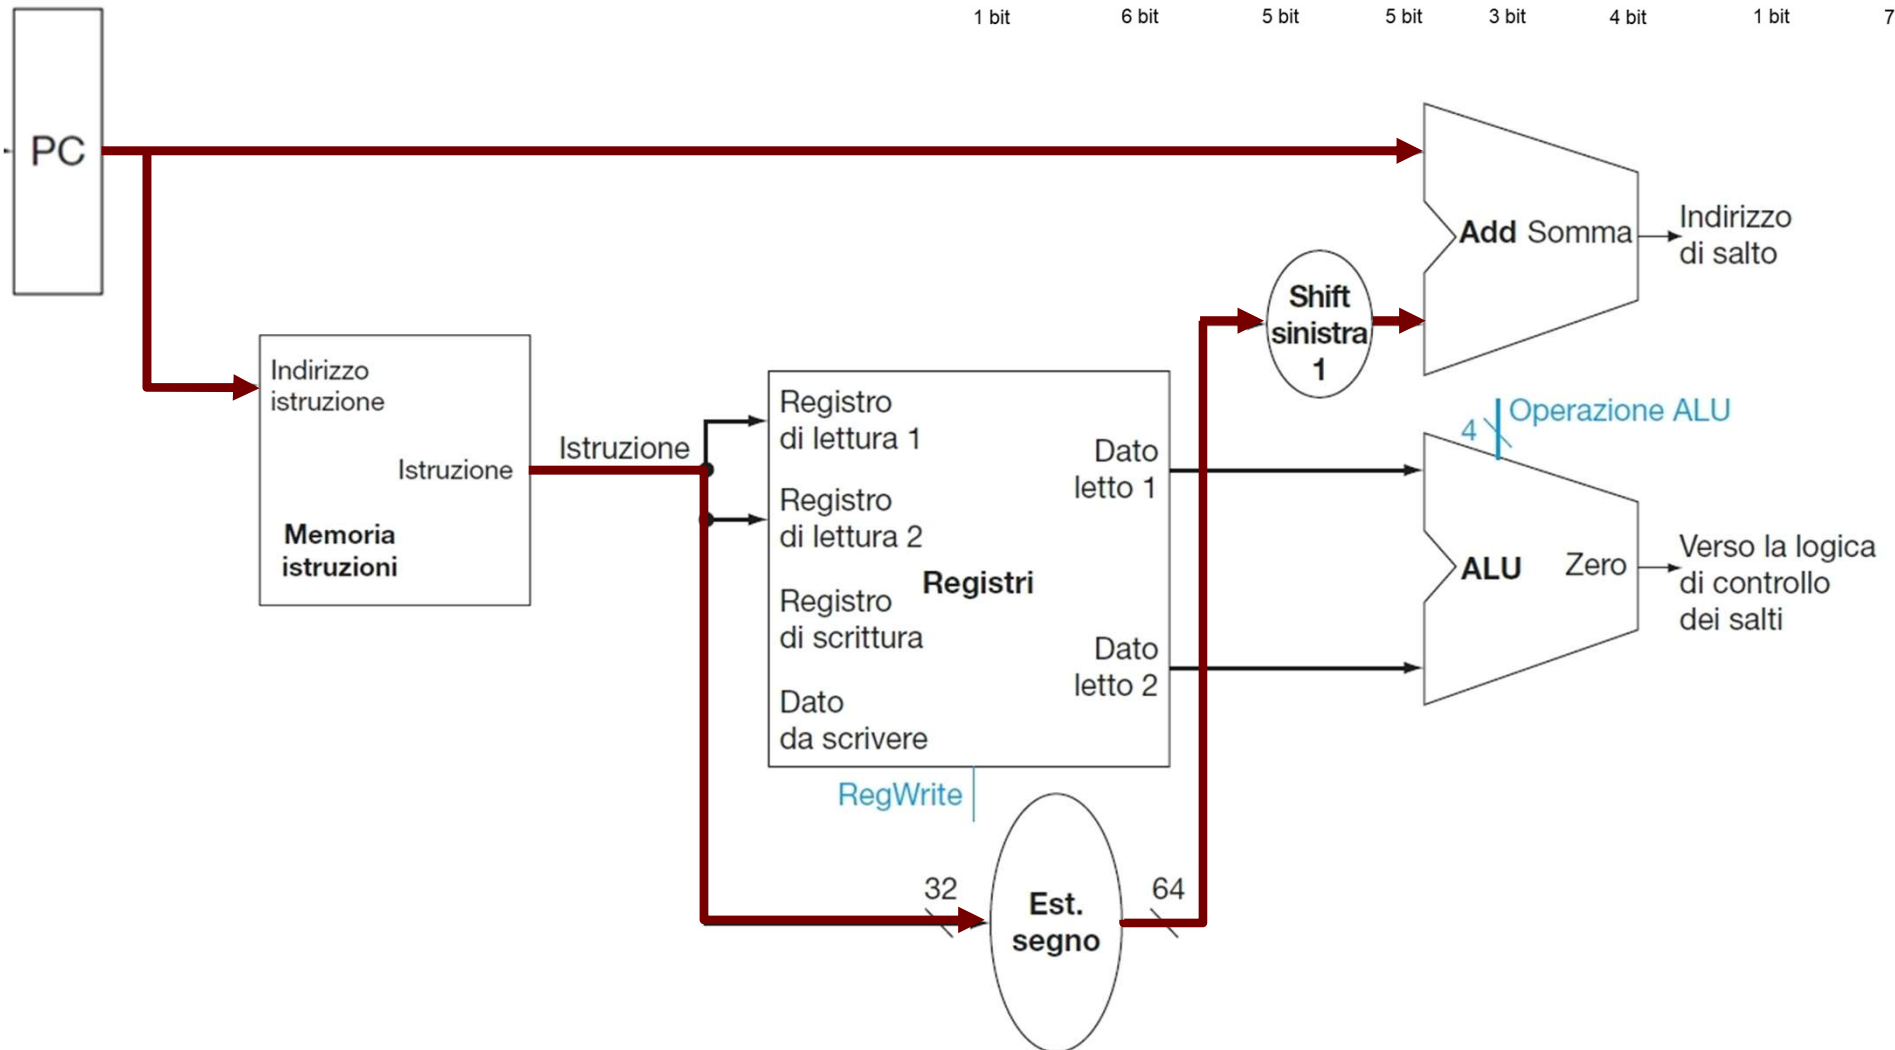 1 bit 6 bit 5 bit 5 bit 3 bit 4 bit 1 bit 7
PC
Add Somma
Indirizzo
di salto
Shift
sinistra
1
Indirizzo
istruzione
Istruzione
Memoria
istruzioni
Istruzione
Registro
di lettura 1
Registro
di lettura 2
Registri
Registro
di scrittura
Dato
da scrivere
Dato
letto 1
Dato
letto 2
RegWrite
4
Operazione ALU
ALU Zero
Verso la logica
di controllo
dei salti
32
Est.
segno
64